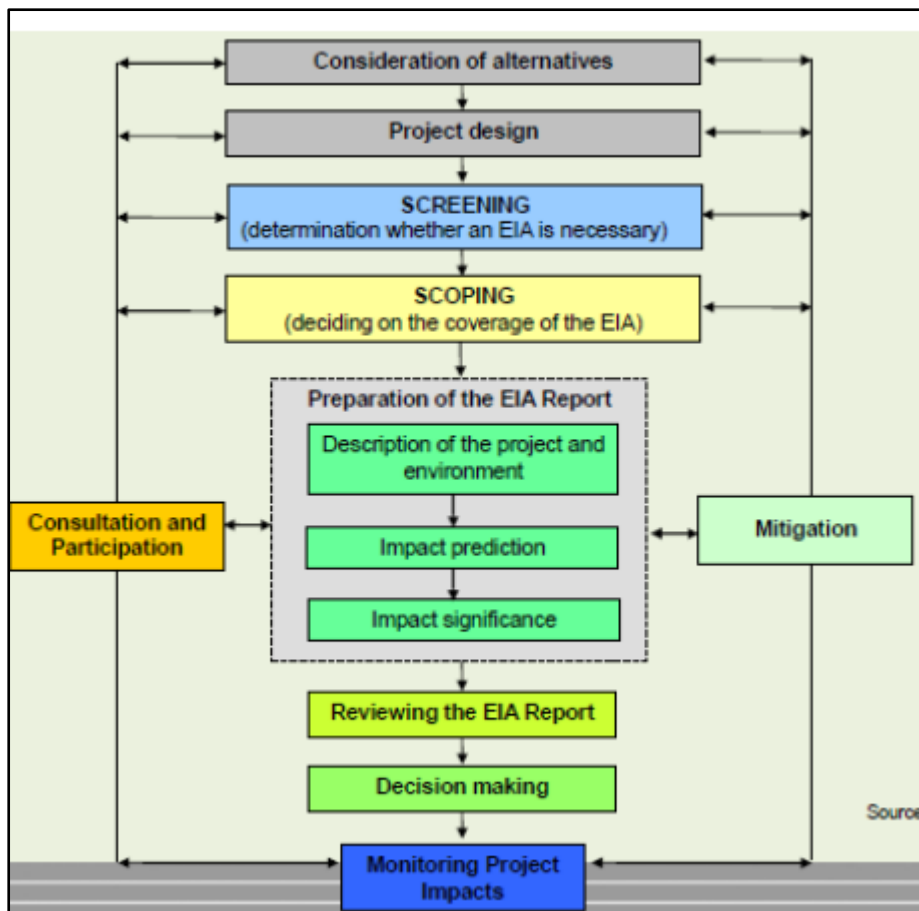 Consideration of alternatives
Project design
SCREENING
(determination whether an EIA is necessary)
SCOPING
(deciding on the coverage of the EIA)
Preparation of the EIA Report
Description of the project and
environment
Consultation and
Participation
Impact prediction
Mitigation
Impact significance
Reviewing the EIA Report
Decision making
Source
Monitoring Project
Impacts